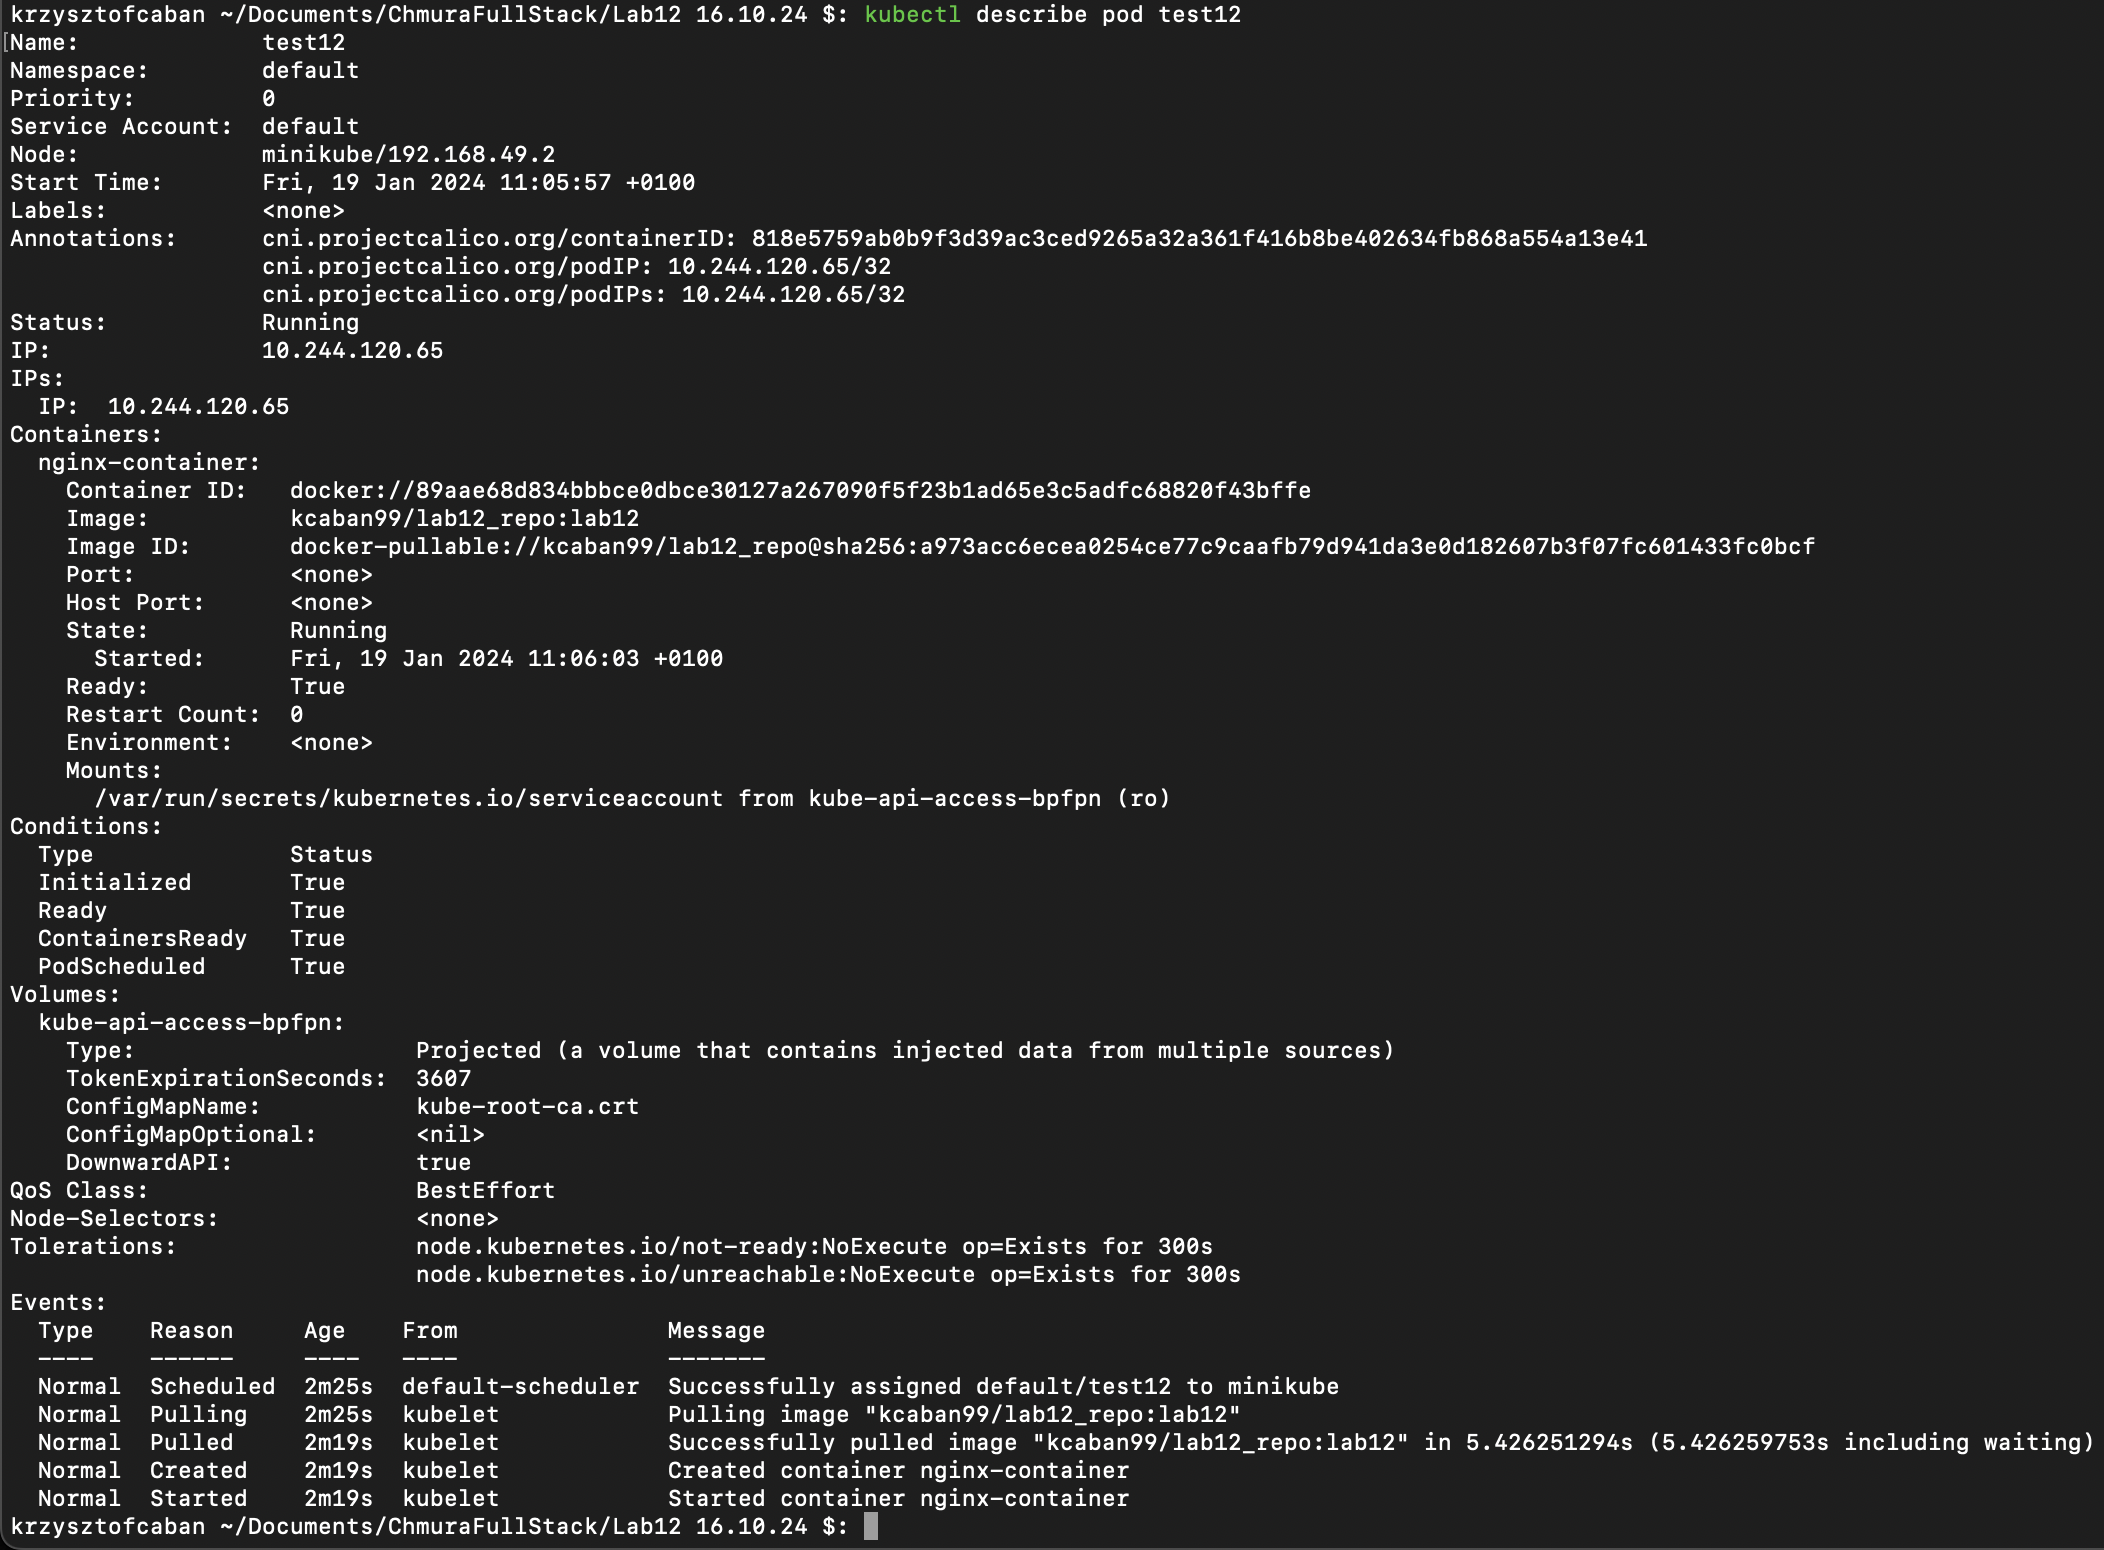 krzysztofcaban ~/Documents/ChmuraFullStack/Lab12 16.10.24 $: kubectl describe pod test12
[Name:             test12
Namespace:        default
Priority:         0
Service Account:  default
Node:             minikube/192.168.49.2
Start Time:       Fri, 19 Jan 2024 11:05:57 +0100
Labels:           <none>
Annotations:      cni.projectcalico.org/containerID: 818e5759ab0b9f3d39ac3ced9265a32a361f416b8be402634fb868a554a13e41
                  cni.projectcalico.org/podIP: 10.244.120.65/32
                  cni.projectcalico.org/podIPs: 10.244.120.65/32
Status:           Running
IP:               10.244.120.65
IPs:
  IP:  10.244.120.65
Containers:
  nginx-container:
    Container ID:   docker://89aae68d834bbbce0dbce30127a267090f5f23b1ad65e3c5adfc68820f43bffe
    Image:          kcaban99/lab12_repo:lab12
    Image ID:       docker-pullable://kcaban99/lab12_repo@sha256:a973acc6ecea0254ce77c9caafb79d941da3e0d182607b3f07fc601433fc0bcf
    Port:           <none>
    Host Port:      <none>
    State:          Running
      Started:      Fri, 19 Jan 2024 11:06:03 +0100
    Ready:          True
    Restart Count:  0
    Environment:    <none>
    Mounts:
      /var/run/secrets/kubernetes.io/serviceaccount from kube-api-access-bpfpn (ro)
Conditions:
  Type              Status
  Initialized       True
  Ready             True
  ContainersReady   True
  PodScheduled      True
Volumes:
  kube-api-access-bpfpn:
    Type:                    Projected (a volume that contains injected data from multiple sources)
    TokenExpirationSeconds:  3607
    ConfigMapName:           kube-root-ca.crt
    ConfigMapOptional:       <nil>
    DownwardAPI:             true
QoS Class:                   BestEffort
Node-Selectors:              <none>
Tolerations:                 node.kubernetes.io/not-ready:NoExecute op=Exists for 300s
                             node.kubernetes.io/unreachable:NoExecute op=Exists for 300s
Events:
  Type    Reason     Age   From               Message
  ----    ------     ----  ----               -------
  Normal  Scheduled  2m25s  default-scheduler  Successfully assigned default/test12 to minikube
  Normal  Pulling    2m25s  kubelet            Pulling image "kcaban99/lab12_repo:lab12"
  Normal  Pulled     2m19s  kubelet            Successfully pulled image "kcaban99/lab12_repo:lab12" in 5.426251294s (5.426259753s including waiting)
  Normal  Created    2m19s  kubelet            Created container nginx-container
  Normal  Started    2m19s  kubelet            Started container nginx-container
krzysztofcaban ~/Documents/ChmuraFullStack/Lab12 16.10.24 $: